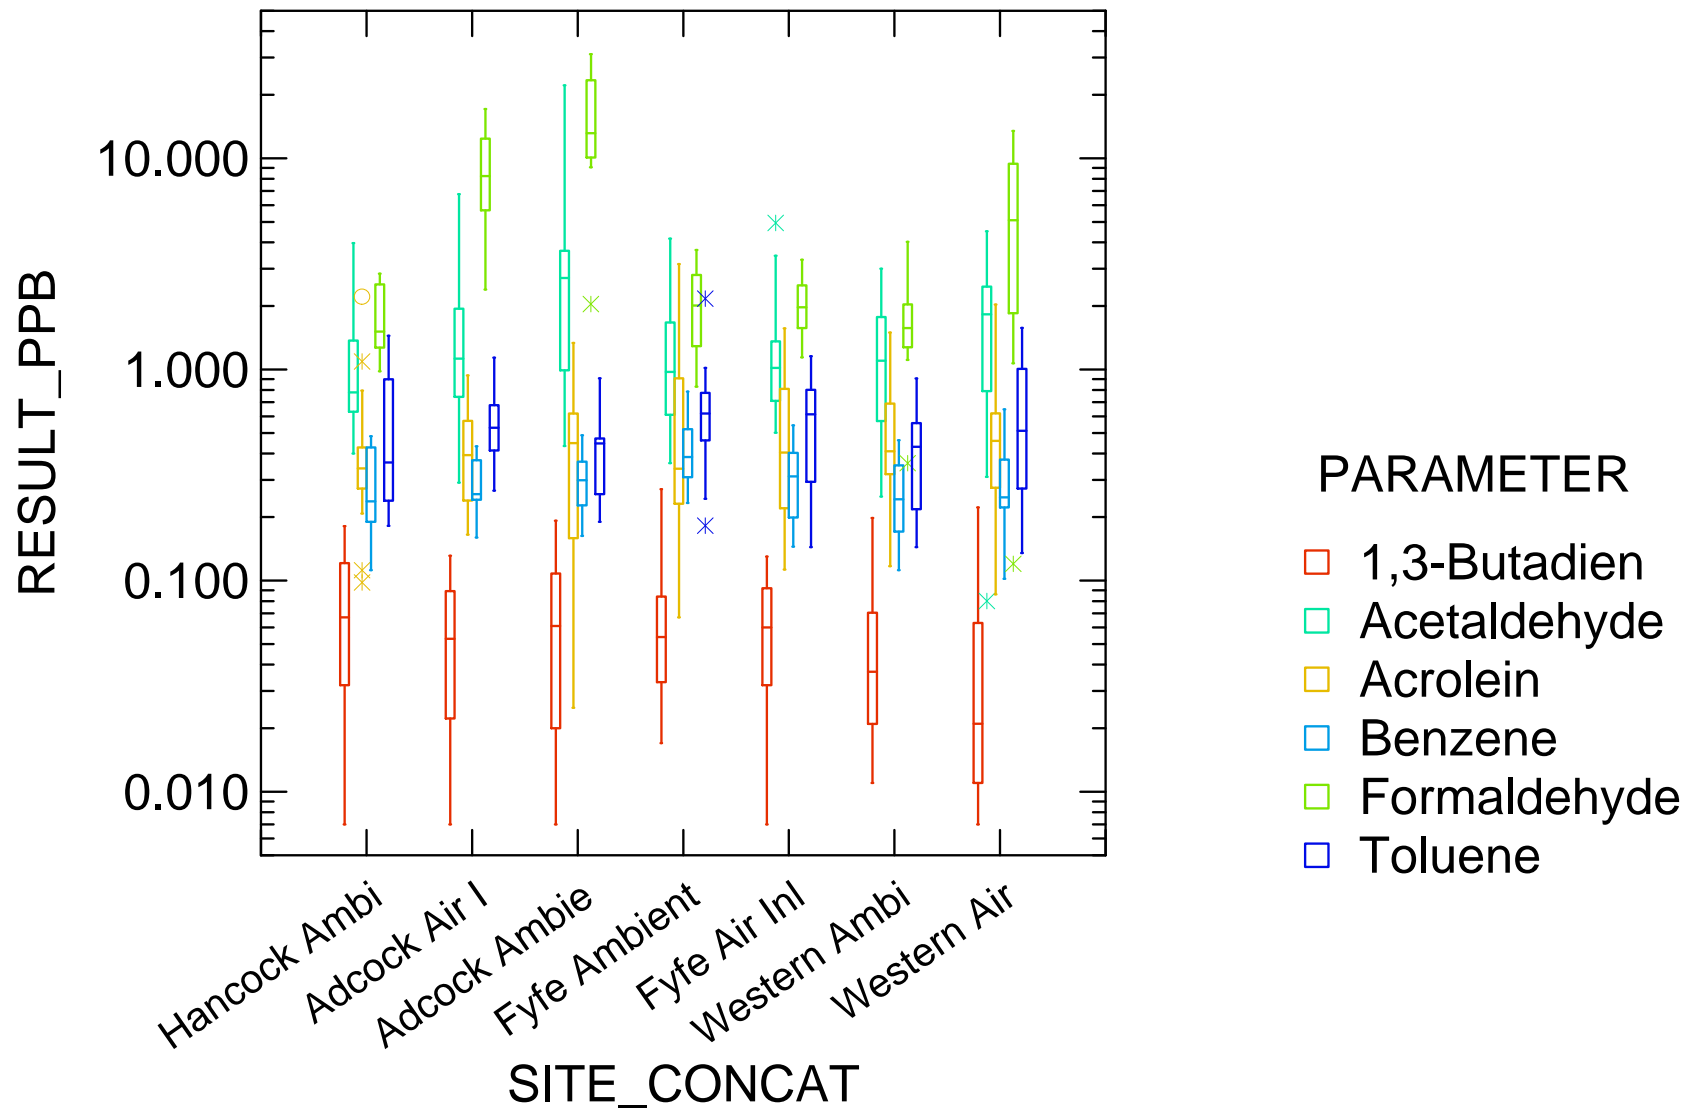 RESULT_PPB
10.000
1.000
0.100
0.010
Hancock Ambi
Adcock Air I
Adcock Ambie
Fyfe Ambient
Fyfe Air Inl
Western Ambi
Western Air
SITE_CONCAT
PARAMETER
1,3-Butadien
Acetaldehyde
Acrolein
Benzene
Formaldehyde
Toluene